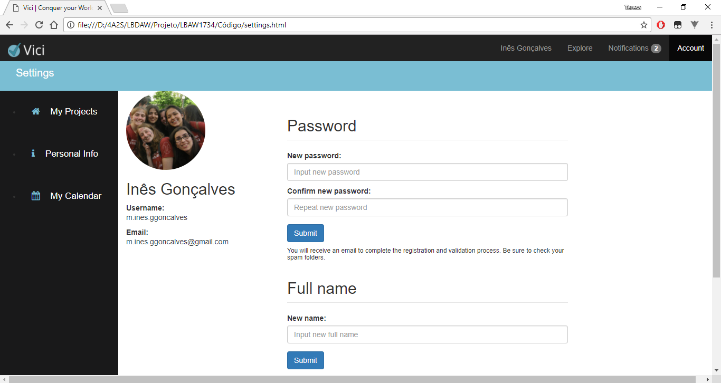 Vici | Conquer your Worl
file:///D:/4A2S/LBDAW/Projeto/LBAW1734/Código/settings.html
Vici
Inês Gonçalves
Explore
Notifications 2
Account
Settings
My Projects
Personal Info
My Calendar
Inês Gonçalves
Username:
m.ines.ggoncalves
Email:
m.ines.ggoncalves@gmail.com
Password
New password:
Input new password
Confirm new password:
Repeat new password
Submit
You will receive an email to complete the registration and validation process. Be sure to check your
spam folders.
Full name
New name:
Input new full name
Submit